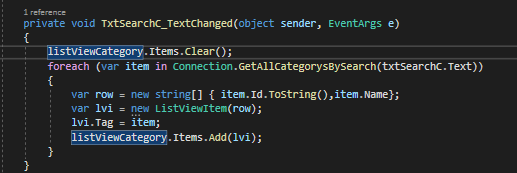 1 reference
private void TxtSearchC_TextChanged(object sender, EventArgs e)
{
listViewCategory.Items.Clear();
foreach (var item in Connection.GetAllCategorysBySearch(txtSearchC.Text))
{
var row = new string[] { item.Id.ToString(),item.Name};
var lvi = new ListViewItem(row);
lvi.Tag = item;
listViewCategory.Items.Add(lvi);
}
}